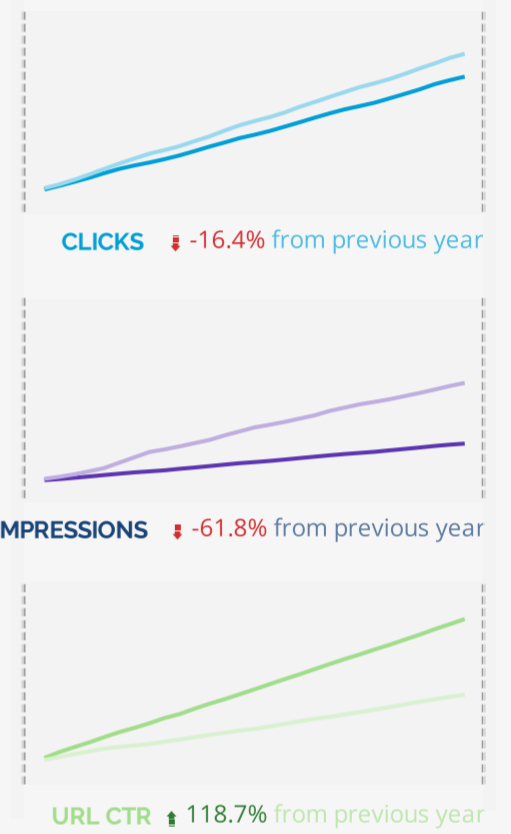 CLICKS -16.4% from previous year
MPRESSIONS -61.8% from previous year
URL CTR 118.7% from previous year